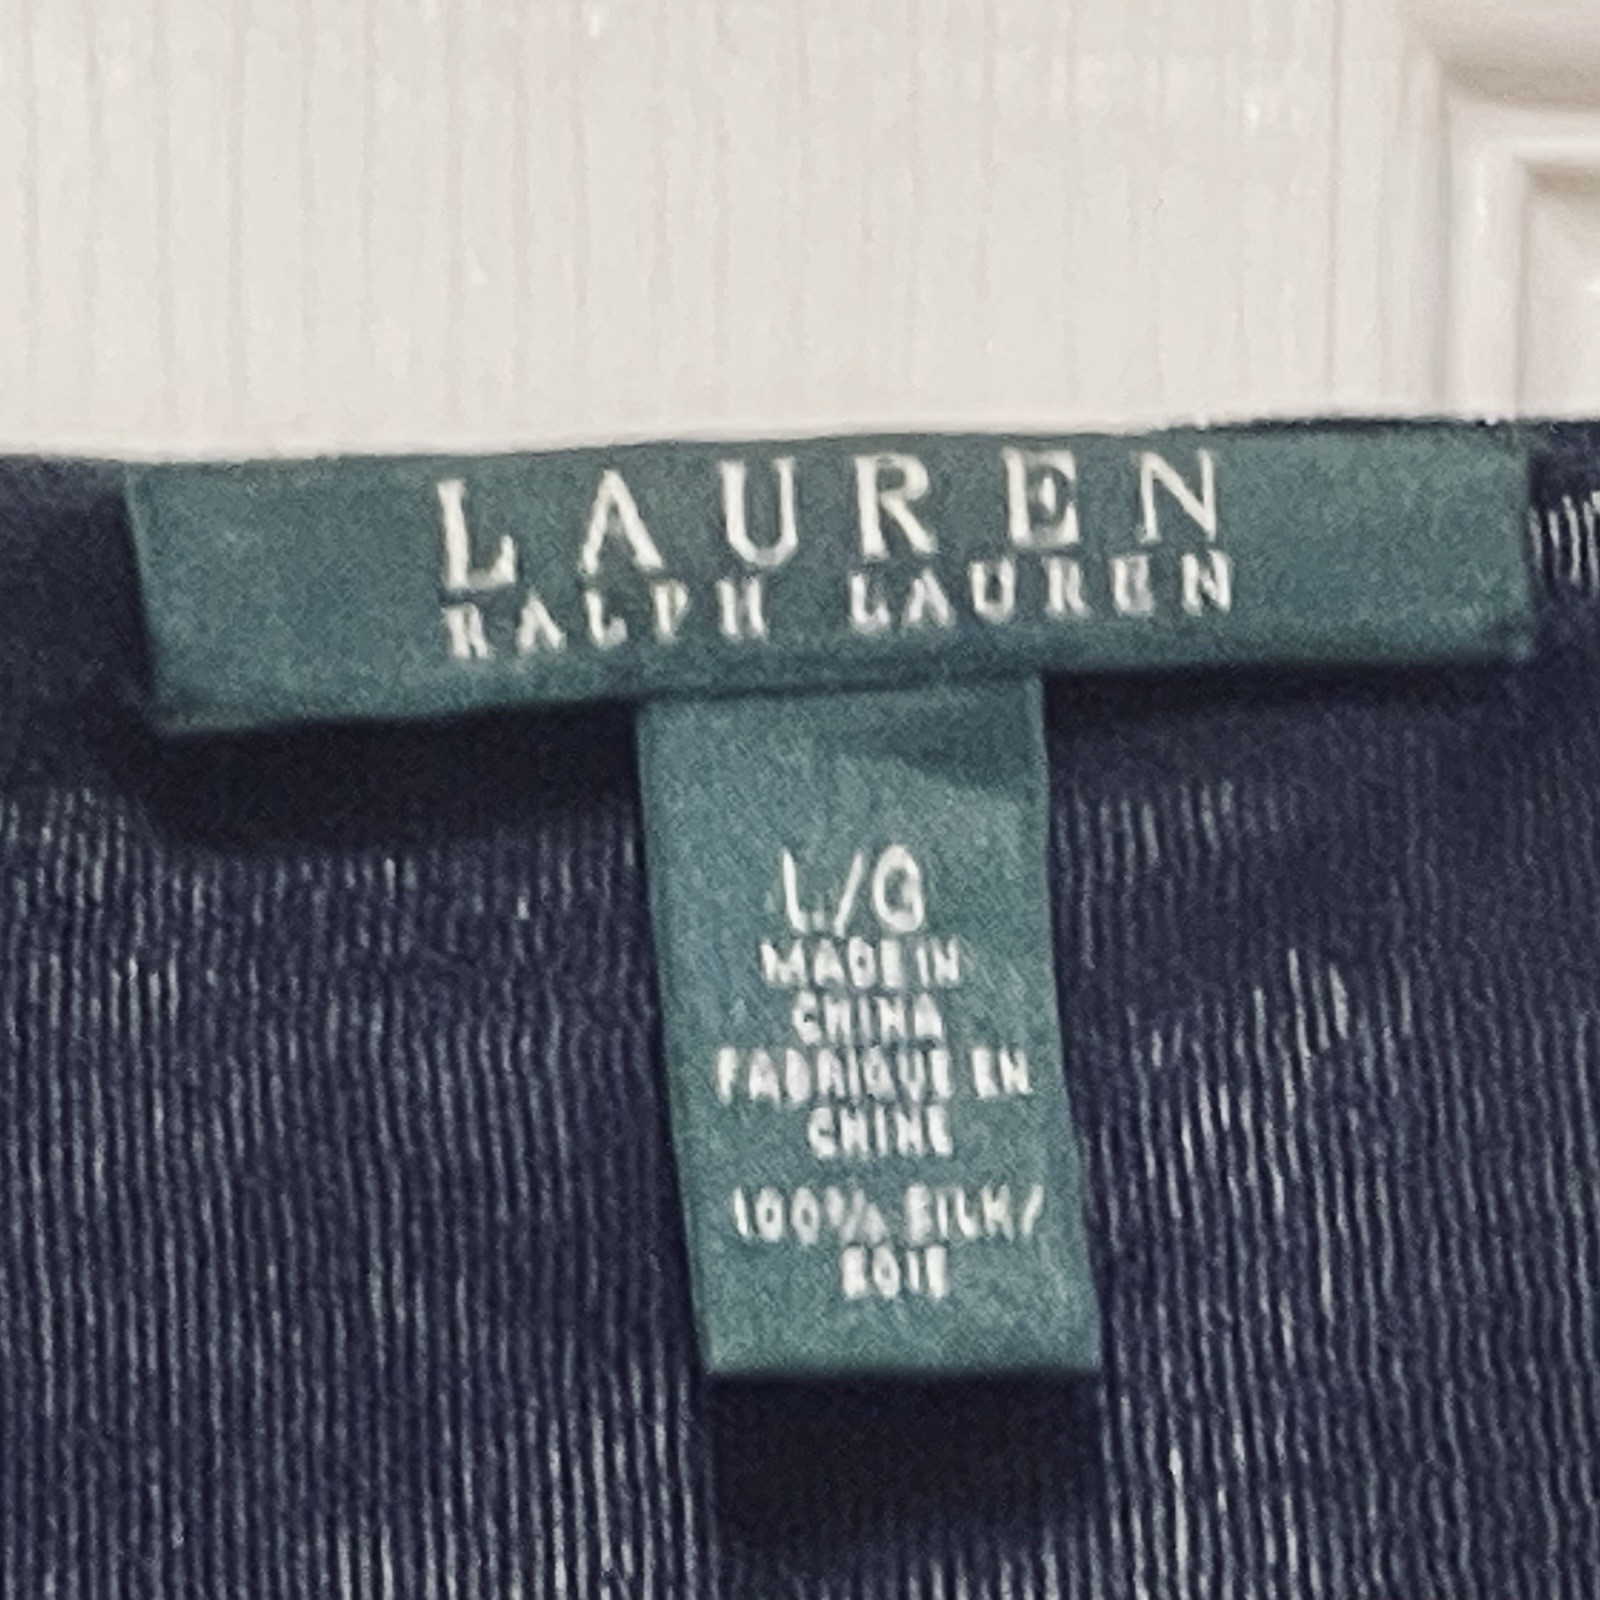 LAUREN
RALPH LAUREN
L/G
MADE IN
CHINA
FABRIQUE EN
CHINE
100% SILK/
SOIE